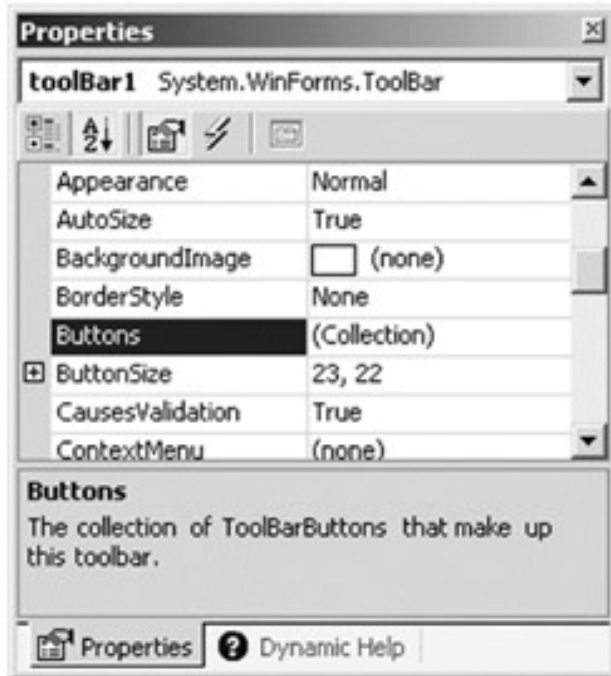 Properties
toolBar1 System.WinForms.ToolBar
A
Z
Appearance Normal
AutoSize True
BackgroundImage (none)
BorderStyle None
Buttons (Collection)
ButtonSize 23, 22
CausesValidation True
ContextMenu (none)
Buttons
The collection of ToolBarButtons that make up
this toolbar.
Properties ? Dynamic Help